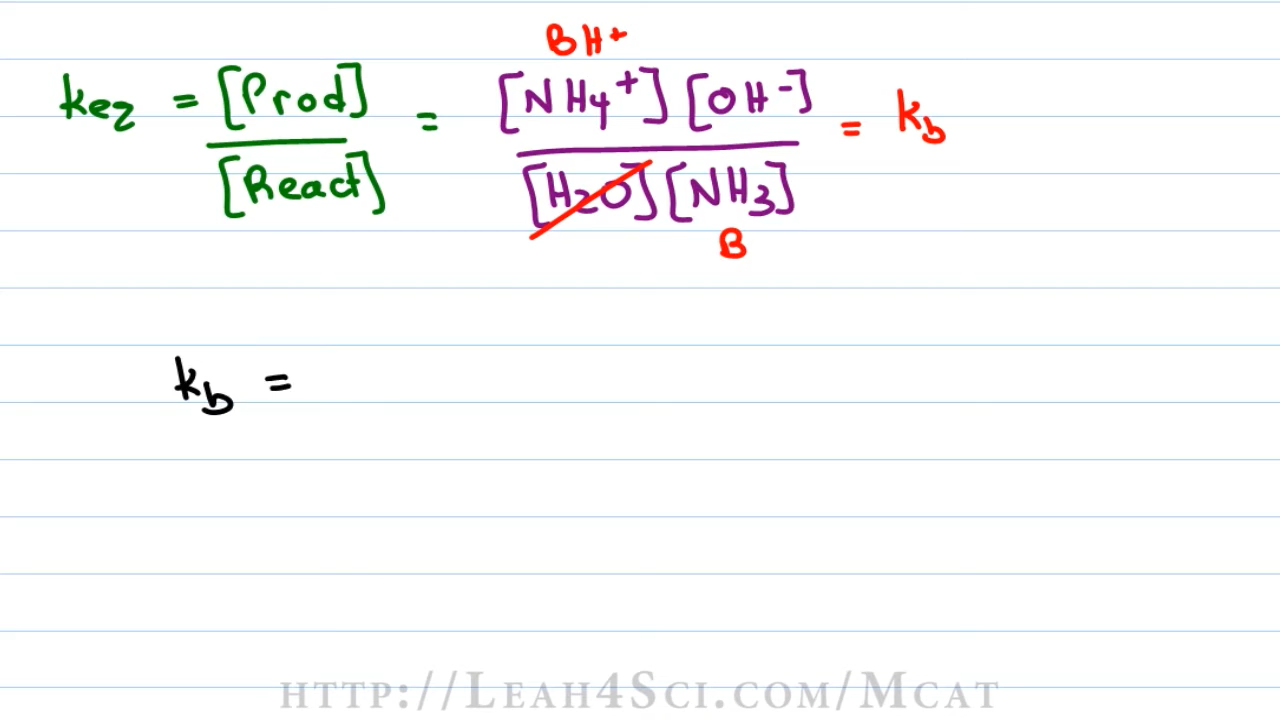 BH+
keq = [Prod] = [NH4+] [OH-] = kb
[React] [H2O] [NH3]
B
kb =
HTTP://LEAH4SCI.COM/MCAT